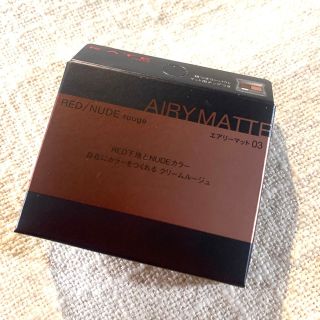 KATE
RED/NUDE rouge
AIRY MATTE
エアリーマット 03
RED下地とNUDEカラー
自在にカラーをつくれる クリームルージュ